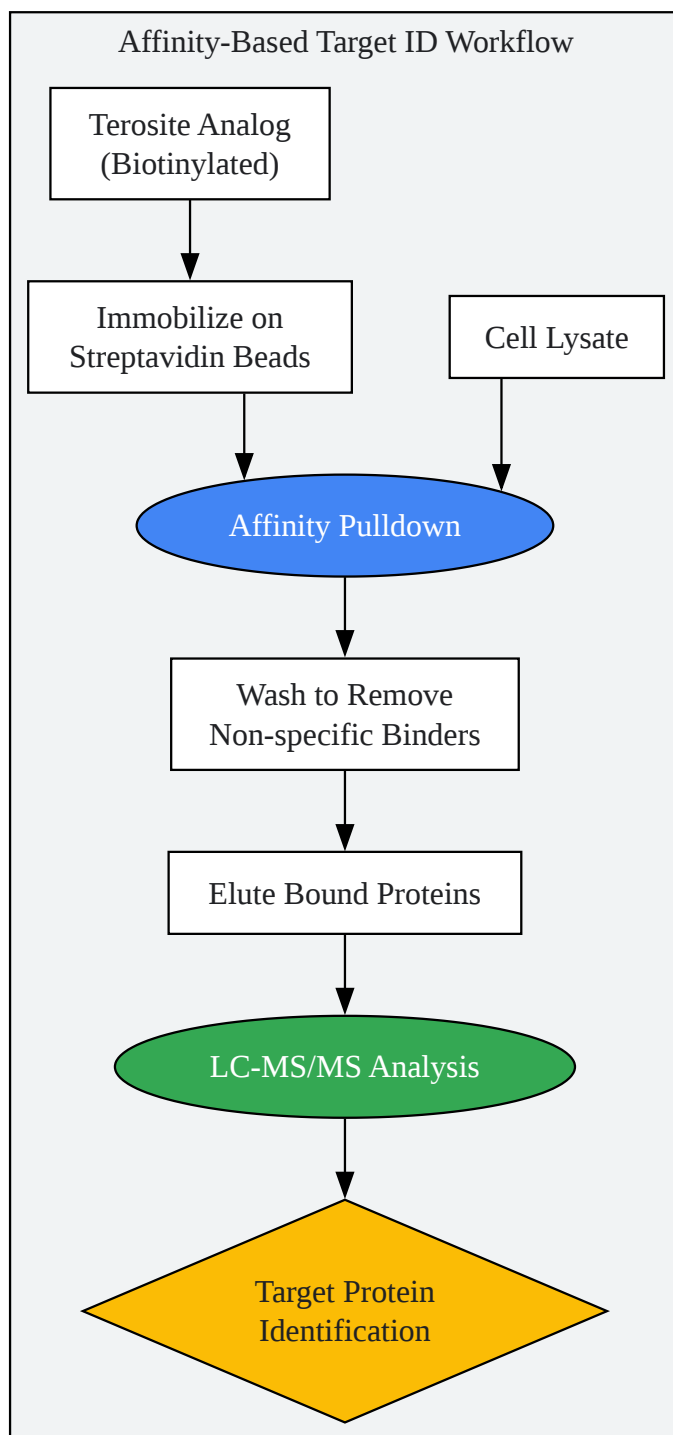 Affinity-Based Target ID Workflow
Terosite Analog
(Biotinylated)
Immobilize on
Streptavidin Beads
Cell Lysate
Affinity Pulldown
Wash to Remove
Non-specific Binders
Elute Bound Proteins
LC-MS/MS Analysis
Target Protein
Identification